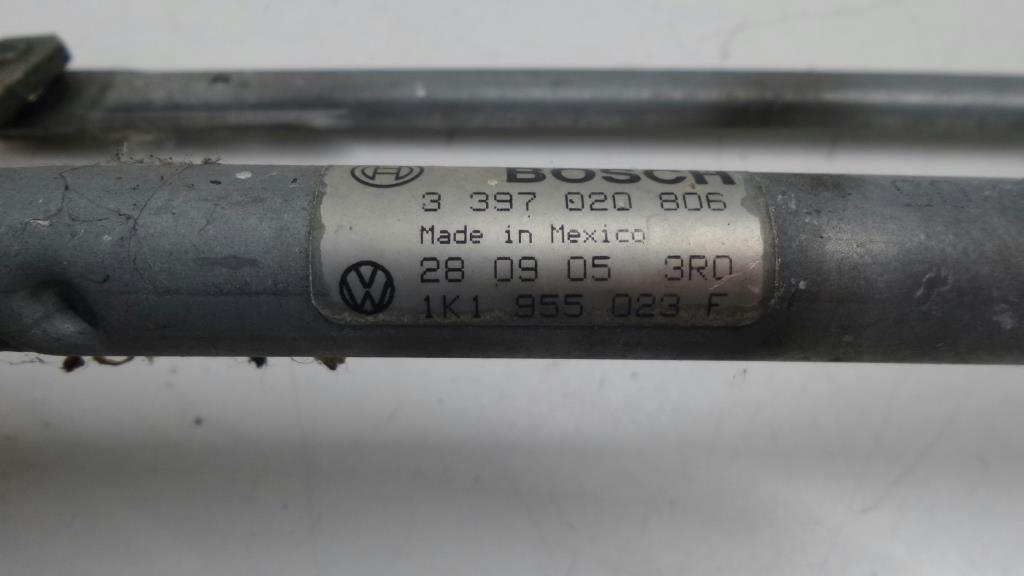 BOSCH
3 397 020 806
Made in Mexico
28 09 05 3R0
1K1 955 023 F